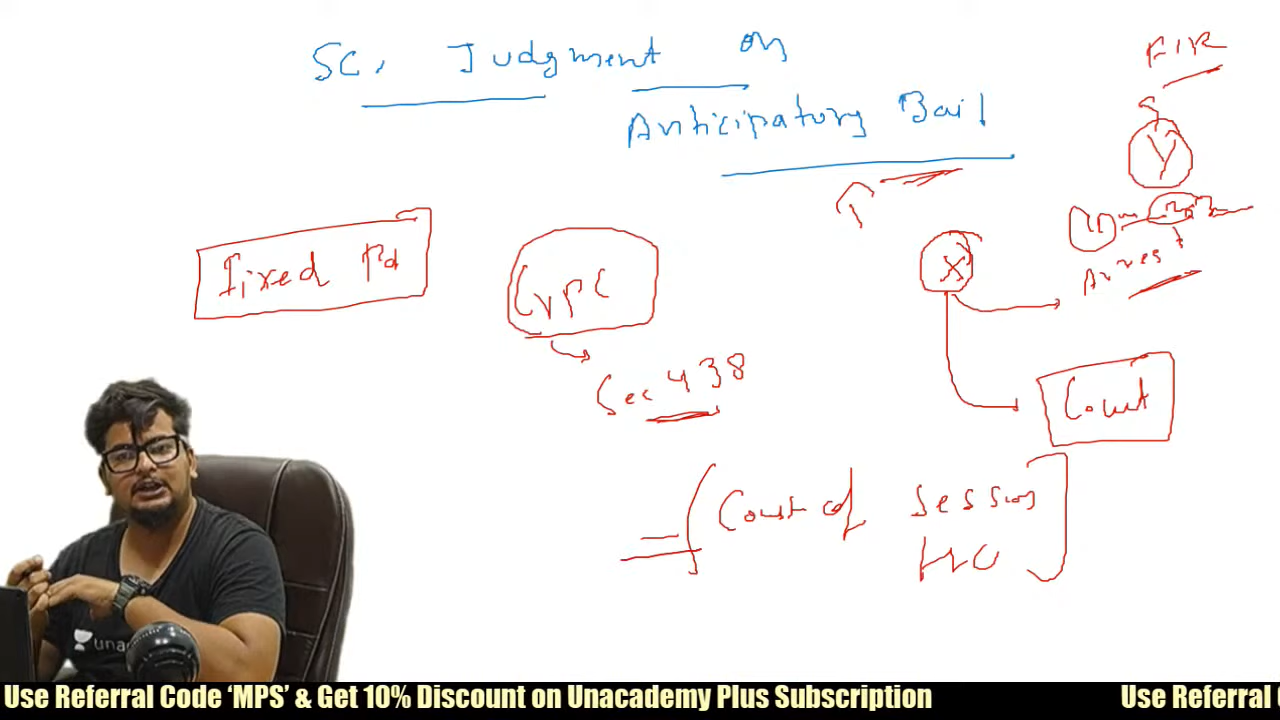 SC. Judgment on
Anticipatory Bail
FIR
Y
Fixed Pd
CrPC
X
Arrest
Sec 438
Court
Court of Session
HC
unac
Use Referral Code ‘MPS’ & Get 10% Discount on Unacademy Plus Subscription
Use Referral